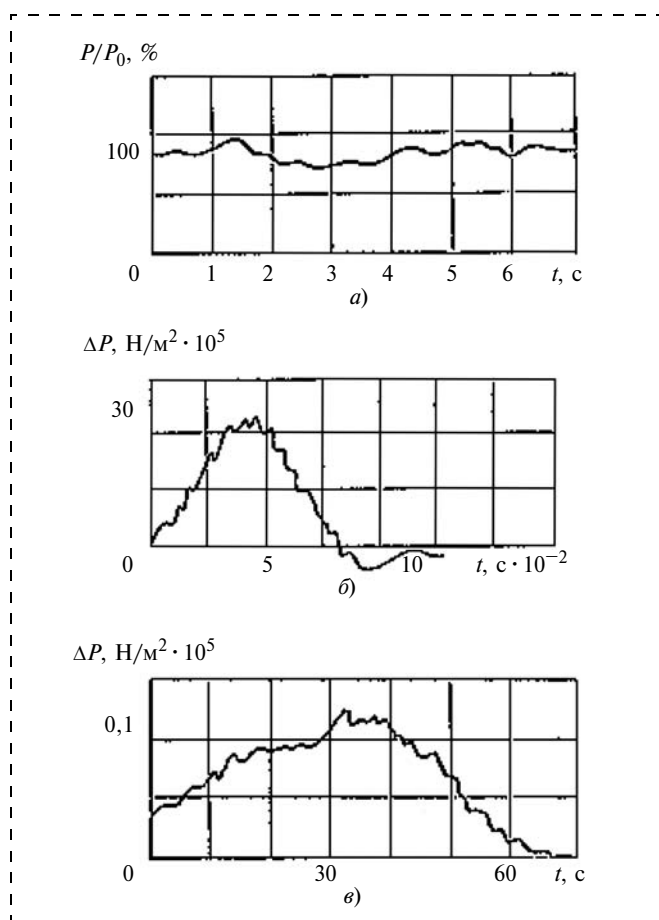 P/P₀, %
100
0 1 2 3 4 5 6 t, с
а)
ΔP, Н/м² · 10⁵
30
0 5 10 t, с · 10⁻²
б)
ΔP, Н/м² · 10⁵
0,1
0 30 60 t, с
в)